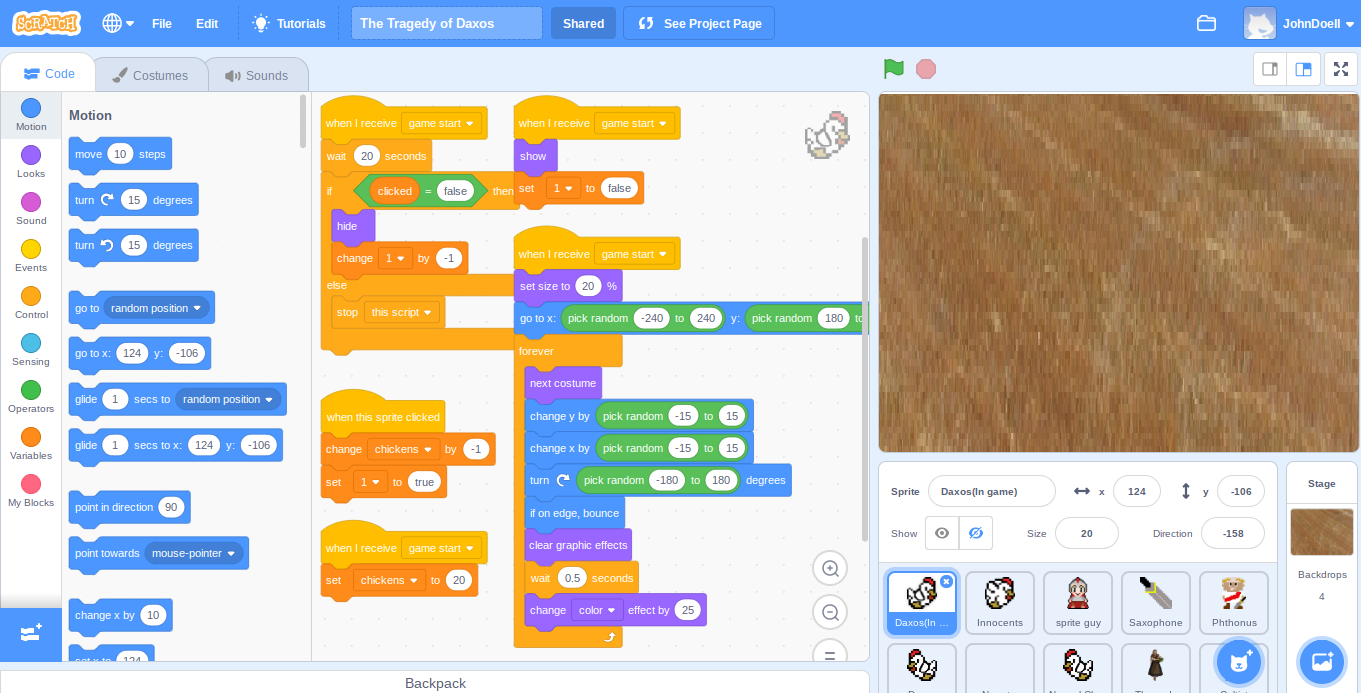 SCRATCH File Edit Tutorials The Tragedy of Daxos Shared See Project Page JohnDoell
Code Costumes Sounds
Motion
Looks
Sound
Events
Control
Sensing
Operators
Variables
My Blocks
Motion
move 10 steps
turn 15 degrees
turn 15 degrees
go to random position
go to x: 124 y: -106
glide 1 secs to random position
glide 1 secs to x: 124 y: -106
point in direction 90
point towards mouse-pointer
change x by 10
set x to 124
when I receive game start
wait 20 seconds
if clicked = false then
hide
change 1 by -1
else
stop this script
when this sprite clicked
change chickens by -1
set 1 to true
when I receive game start
set chickens to 20
when I receive game start
show
set 1 to false
when I receive game start
set size to 20 %
go to x: pick random -240 to 240 y: pick random 180 to
forever
next costume
change y by pick random -15 to 15
change x by pick random -15 to 15
turn pick random -180 to 180 degrees
if on edge, bounce
clear graphic effects
wait 0.5 seconds
change color effect by 25
Backpack
Sprite Daxos(In game) x 124 y -106
Show Size 20 Direction -158
Daxos(In ... Innocents sprite guy Saxophone Phthonus
Stage
Backdrops
4